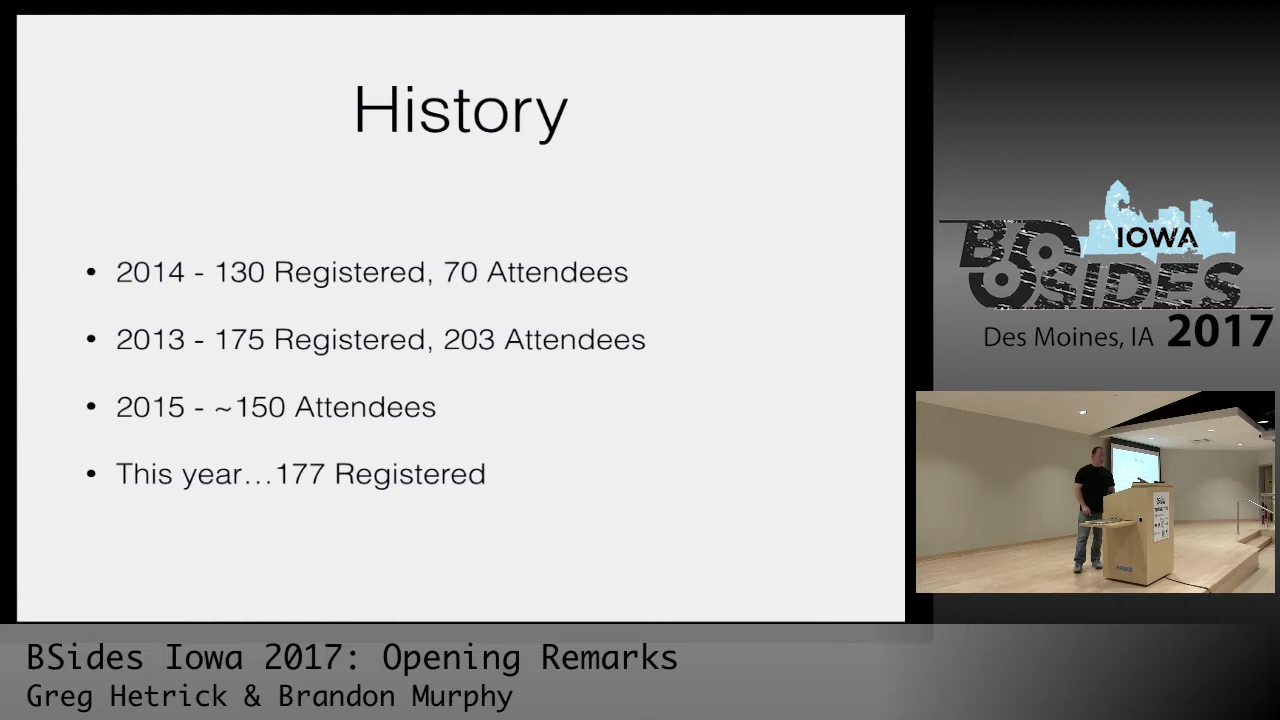 History
• 2014 - 130 Registered, 70 Attendees
• 2013 - 175 Registered, 203 Attendees
• 2015 - ~150 Attendees
• This year...177 Registered
IOWA
BSIDES
Des Moines, IA 2017
BSides Iowa 2017: Opening Remarks
Greg Hetrick & Brandon Murphy